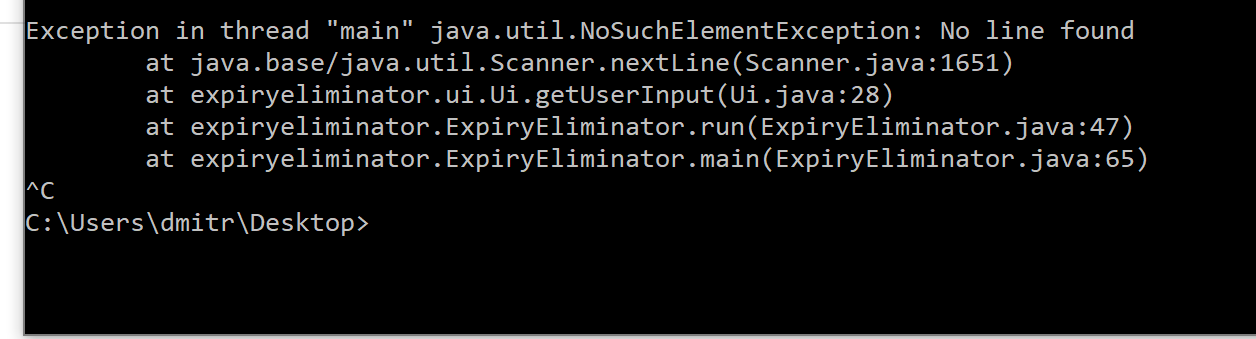 Exception in thread "main" java.util.NoSuchElementException: No line found
        at java.base/java.util.Scanner.nextLine(Scanner.java:1651)
        at expiryeliminator.ui.Ui.getUserInput(Ui.java:28)
        at expiryeliminator.ExpiryEliminator.run(ExpiryEliminator.java:47)
        at expiryeliminator.ExpiryEliminator.main(ExpiryEliminator.java:65)
^C
C:\Users\dmitr\Desktop>